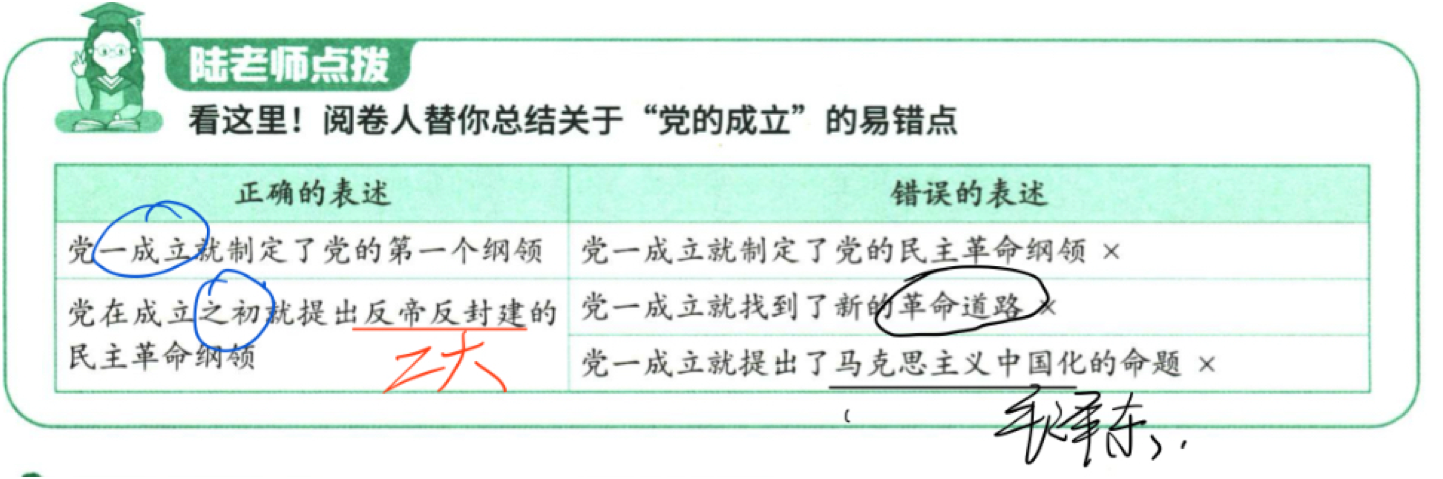 陆老师点拨
看这里！阅卷人替你总结关于“党的成立”的易错点
正确的表述 错误的表述
党一成立就制定了党的第一个纲领 党一成立就制定了党的民主革命纲领 ×
党在成立之初就提出反帝反封建的 党一成立就找到了新的革命道路 ×
民主革命纲领 党一成立就提出了马克思主义中国化的命题 ×
二大
毛泽东